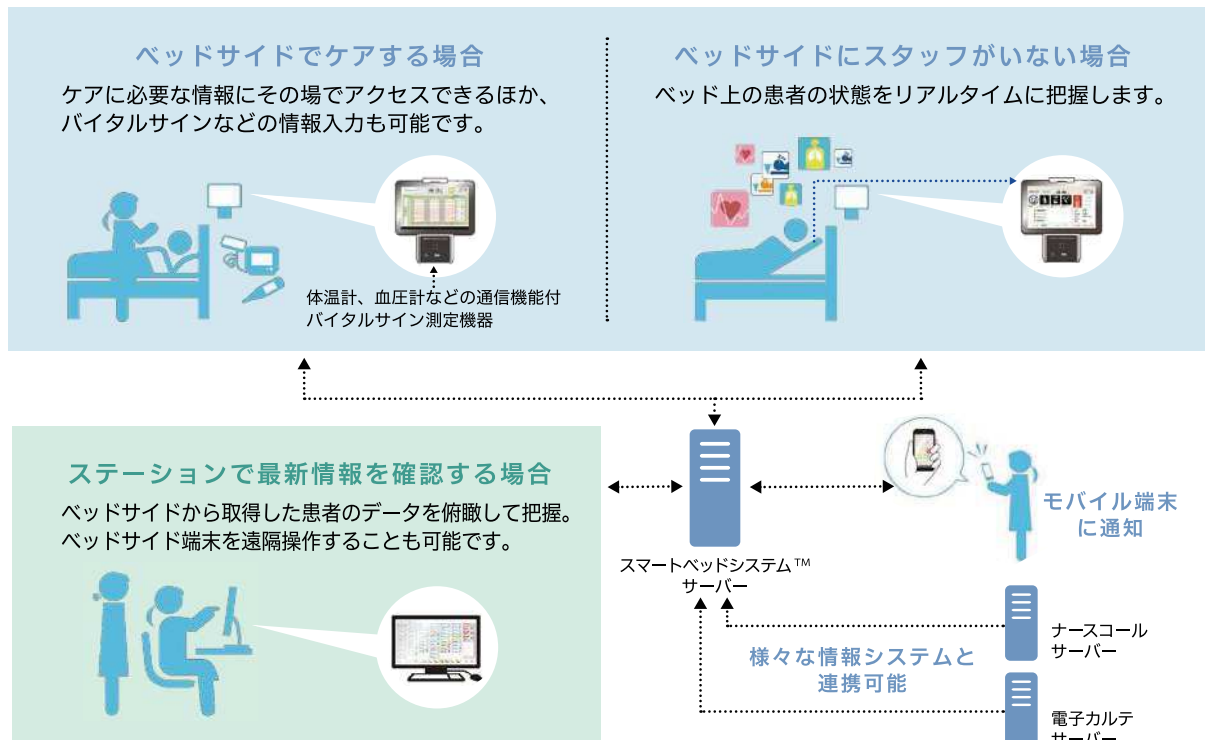 ベッドサイドでケアする場合
ケアに必要な情報にその場でアクセスできるほか、
バイタルサインなどの情報入力も可能です。
体温計、血圧計などの通信機能付
バイタルサイン測定機器
ベッドサイドにスタッフがいない場合
ベッド上の患者の状態をリアルタイムに把握します。
ステーションで最新情報を確認する場合
ベッドサイドから取得した患者のデータを俯瞰して把握。
ベッドサイド端末を遠隔操作することも可能です。
スマートベッドシステム™
サーバー
モバイル端末
に通知
様々な情報システムと
連携可能
ナースコール
サーバー
電子カルテ
サーバー